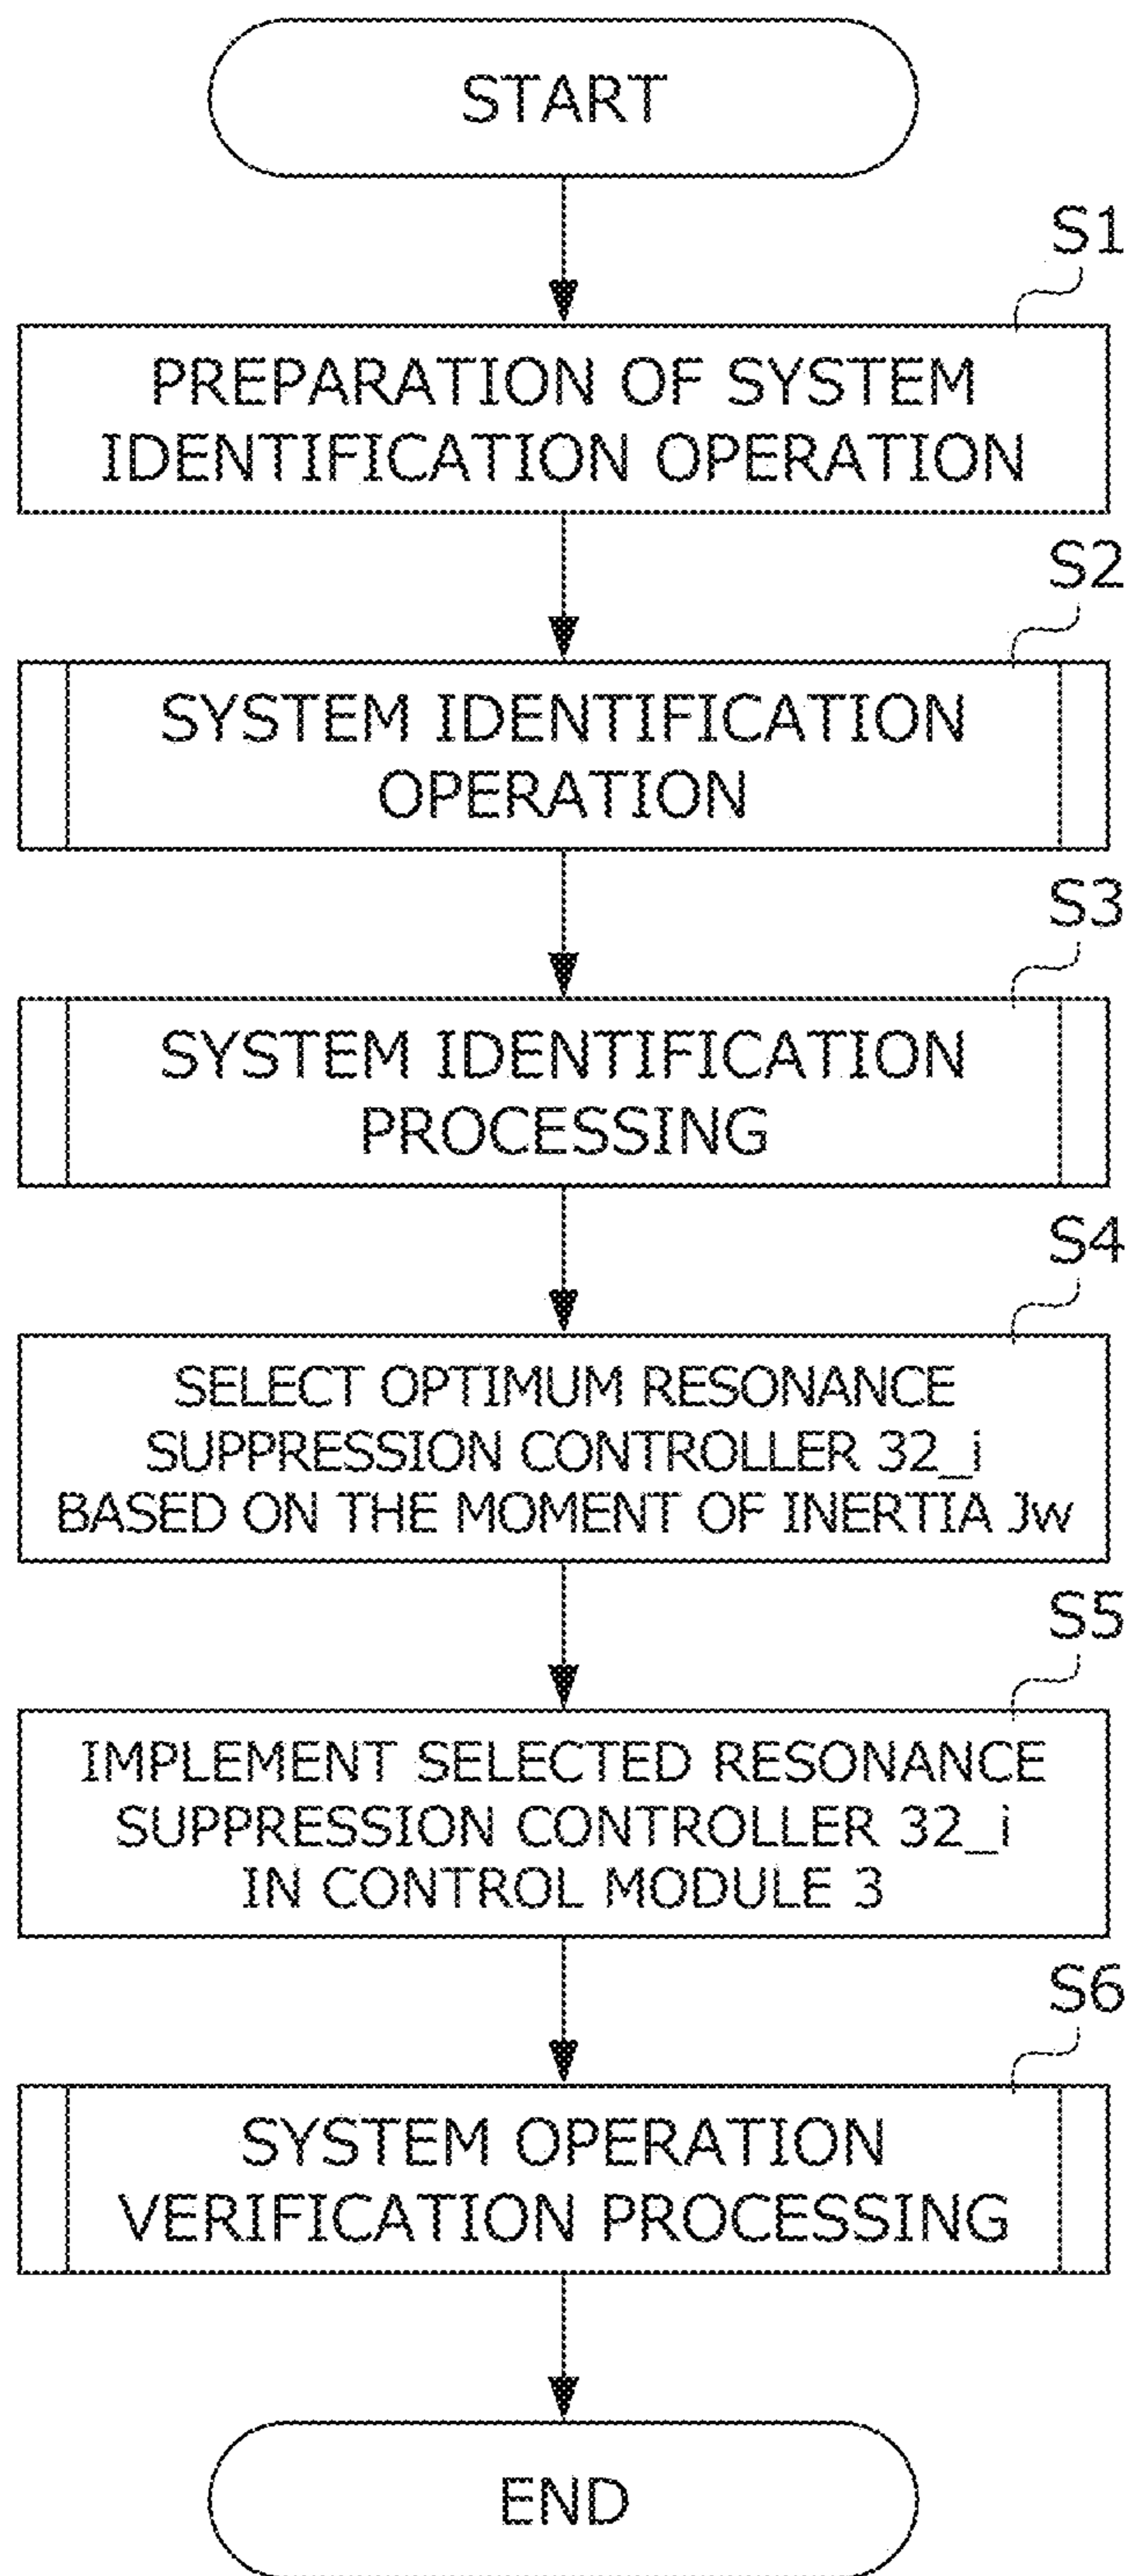 START
S1
PREPARATION OF SYSTEM
IDENTIFICATION OPERATION
S2
SYSTEM IDENTIFICATION
OPERATION
S3
SYSTEM IDENTIFICATION
PROCESSING
S4
SELECT OPTIMUM RESONANCE
SUPPRESSION CONTROLLER 32_i
BASED ON THE MOMENT OF INERTIA Jw
S5
IMPLEMENT SELECTED RESONANCE
SUPPRESSION CONTROLLER 32_i
IN CONTROL MODULE 3
S6
SYSTEM OPERATION
VERIFICATION PROCESSING
END